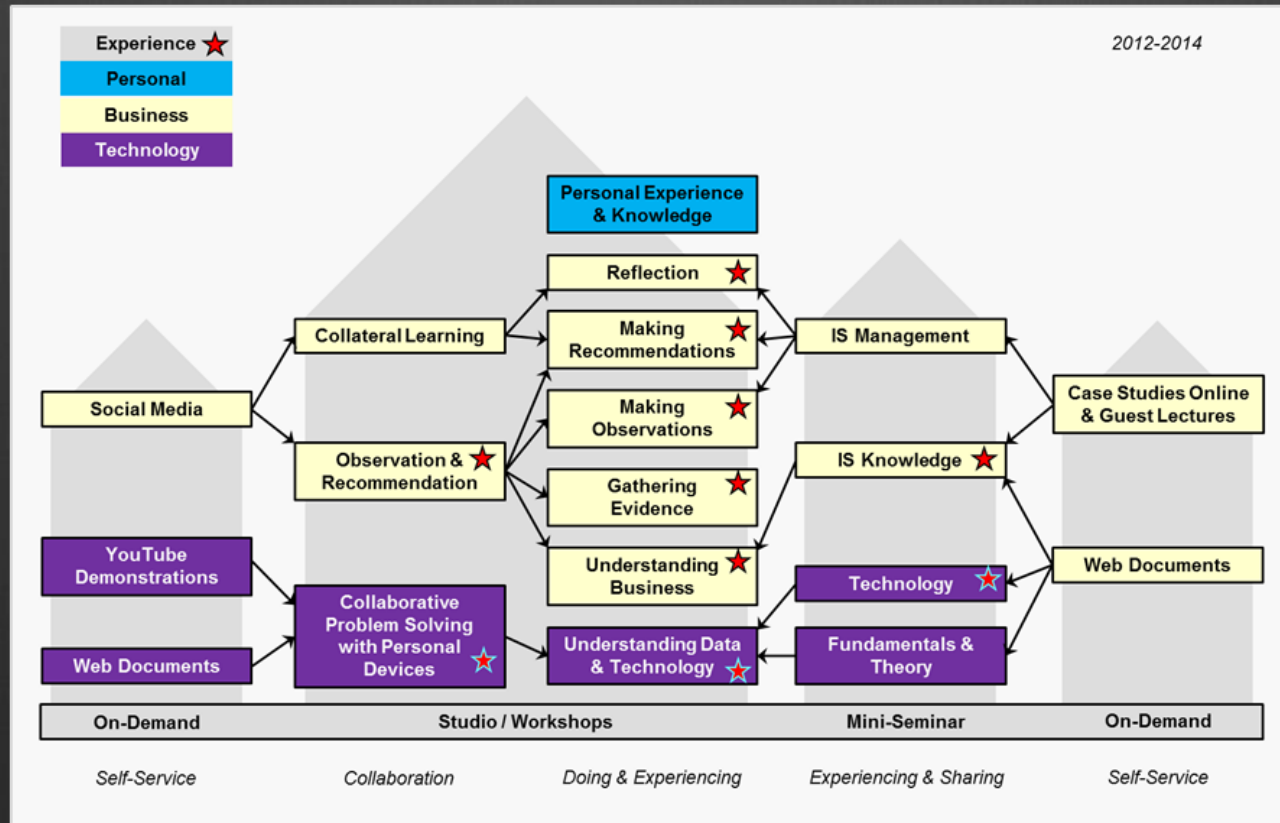 Experience
2012-2014
Personal
Business
Technology
Personal Experience
& Knowledge
Reflection
Collateral Learning
Making
Recommendations
IS Management
Social Media
Making
Observations
Case Studies Online
& Guest Lectures
Observation &
Recommendation
IS Knowledge
Gathering
Evidence
YouTube
Demonstrations
Understanding
Business
Web Documents
Collaborative
Problem Solving
with Personal
Devices
Technology
Web Documents
Understanding Data
& Technology
Fundamentals &
Theory
On-Demand
Studio / Workshops
Mini-Seminar
On-Demand
Self-Service
Collaboration
Doing & Experiencing
Experiencing & Sharing
Self-Service